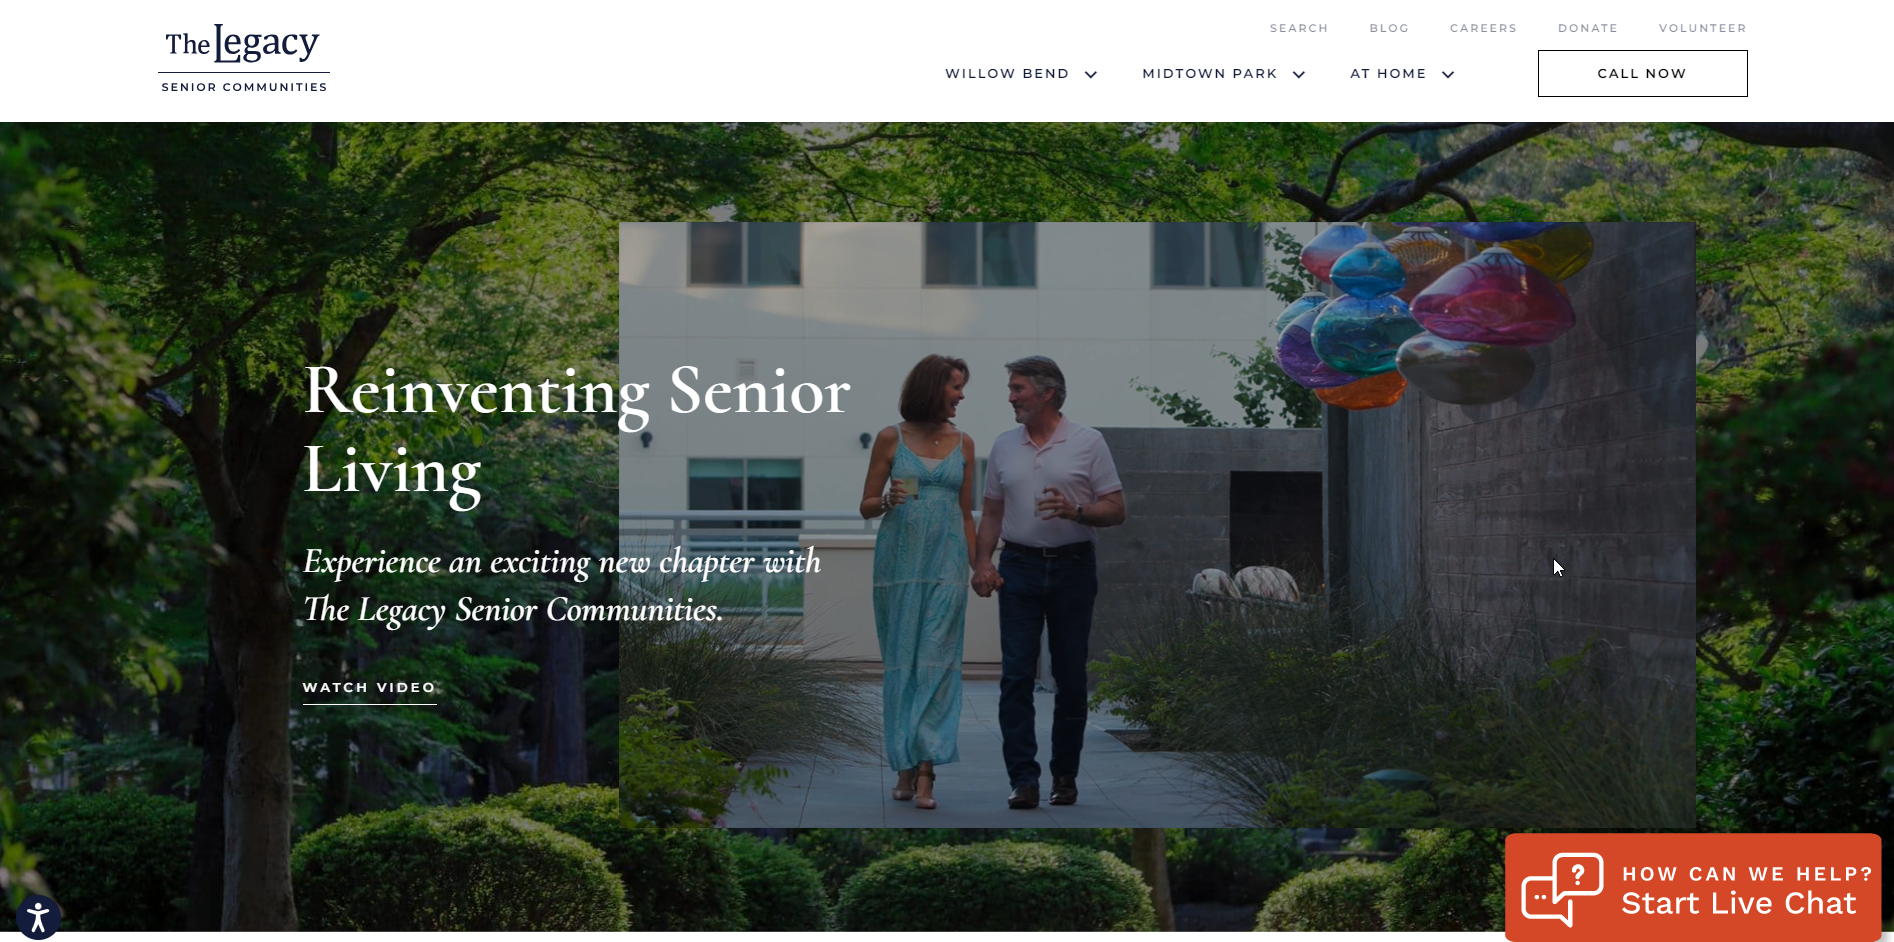 The Legacy
SENIOR COMMUNITIES
SEARCH BLOG CAREERS DONATE VOLUNTEER
WILLOW BEND MIDTOWN PARK AT HOME CALL NOW
Reinventing Senior
Living
Experience an exciting new chapter with
The Legacy Senior Communities.
WATCH VIDEO
HOW CAN WE HELP?
Start Live Chat